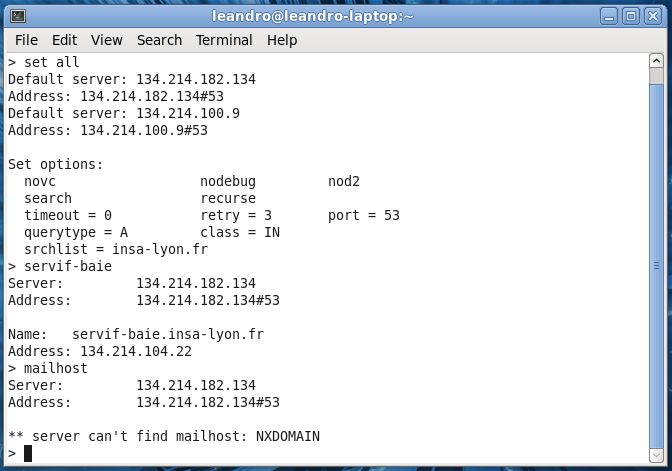 leandro@leandro-laptop:~
File Edit View Search Terminal Help
> set all
Default server: 134.214.182.134
Address: 134.214.182.134#53
Default server: 134.214.100.9
Address: 134.214.100.9#53
Set options:
novc nodebug nod2
search recurse
timeout = 0 retry = 3 port = 53
querytype = A class = IN
srchlist = insa-lyon.fr
> servif-baie
Server: 134.214.182.134
Address: 134.214.182.134#53
Name: servif-baie.insa-lyon.fr
Address: 134.214.104.22
> mailhost
Server: 134.214.182.134
Address: 134.214.182.134#53
** server can't find mailhost: NXDOMAIN
>